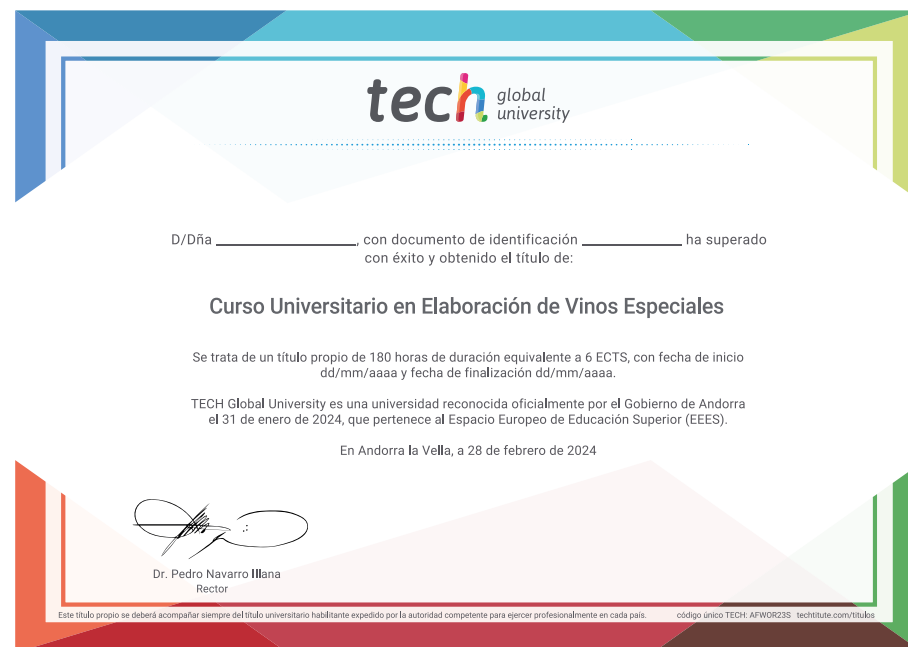 tech global university
D/Dña ________________, con documento de identificación ____________ ha superado
con éxito y obtenido el título de:
Curso Universitario en Elaboración de Vinos Especiales
Se trata de un título propio de 180 horas de duración equivalente a 6 ECTS, con fecha de inicio
dd/mm/aaaa y fecha de finalización dd/mm/aaaa.
TECH Global University es una universidad reconocida oficialmente por el Gobierno de Andorra
el 31 de enero de 2024, que pertenece al Espacio Europeo de Educación Superior (EEES).
En Andorra la Vella, a 28 de febrero de 2024
Dr. Pedro Navarro Illana
Rector
Este título propio se deberá acompañar siempre del título universitario habilitante expedido por la autoridad competente para ejercer profesionalmente en cada país. código único TECH: AFWOR23S techtitute.com/titulos